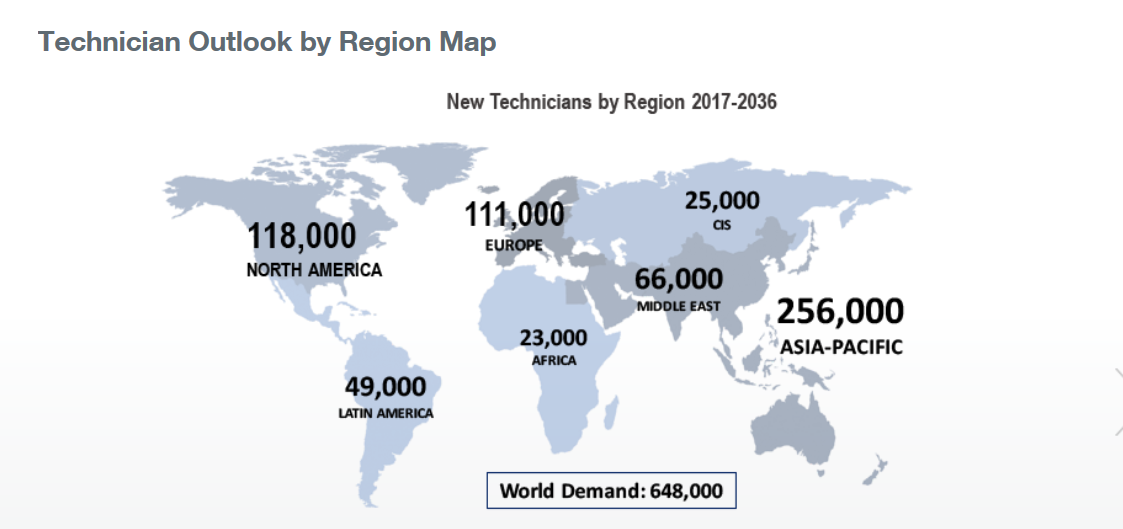 Technician Outlook by Region Map
New Technicians by Region 2017-2036
25,000
CIS
111,000
EUROPE
118,000
NORTH AMERICA
66,000
MIDDLE EAST
256,000
ASIA-PACIFIC
23,000
AFRICA
49,000
LATIN AMERICA
World Demand: 648,000